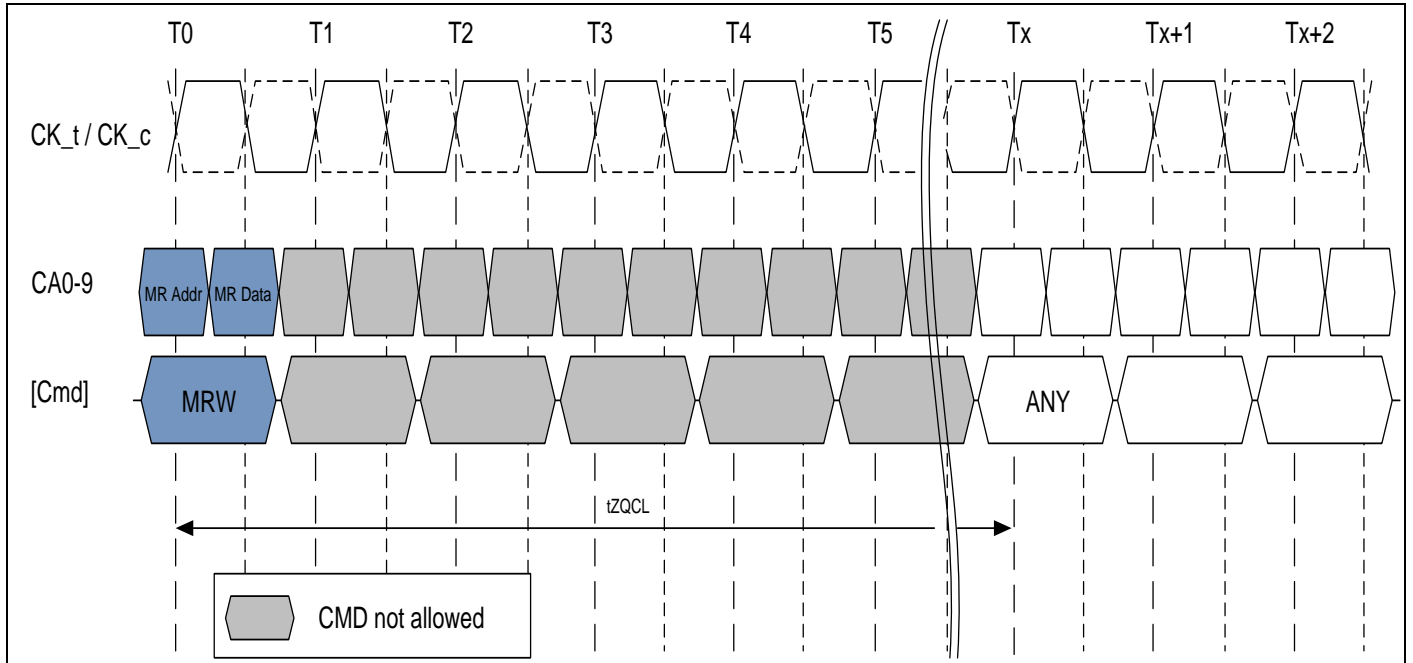 T0 T1 T2 T3 T4 T5 Tx Tx+1 Tx+2
CK_t / CK_c
CA0-9 MR Addr MR Data
[Cmd] MRW ANY
tZQCL
CMD not allowed